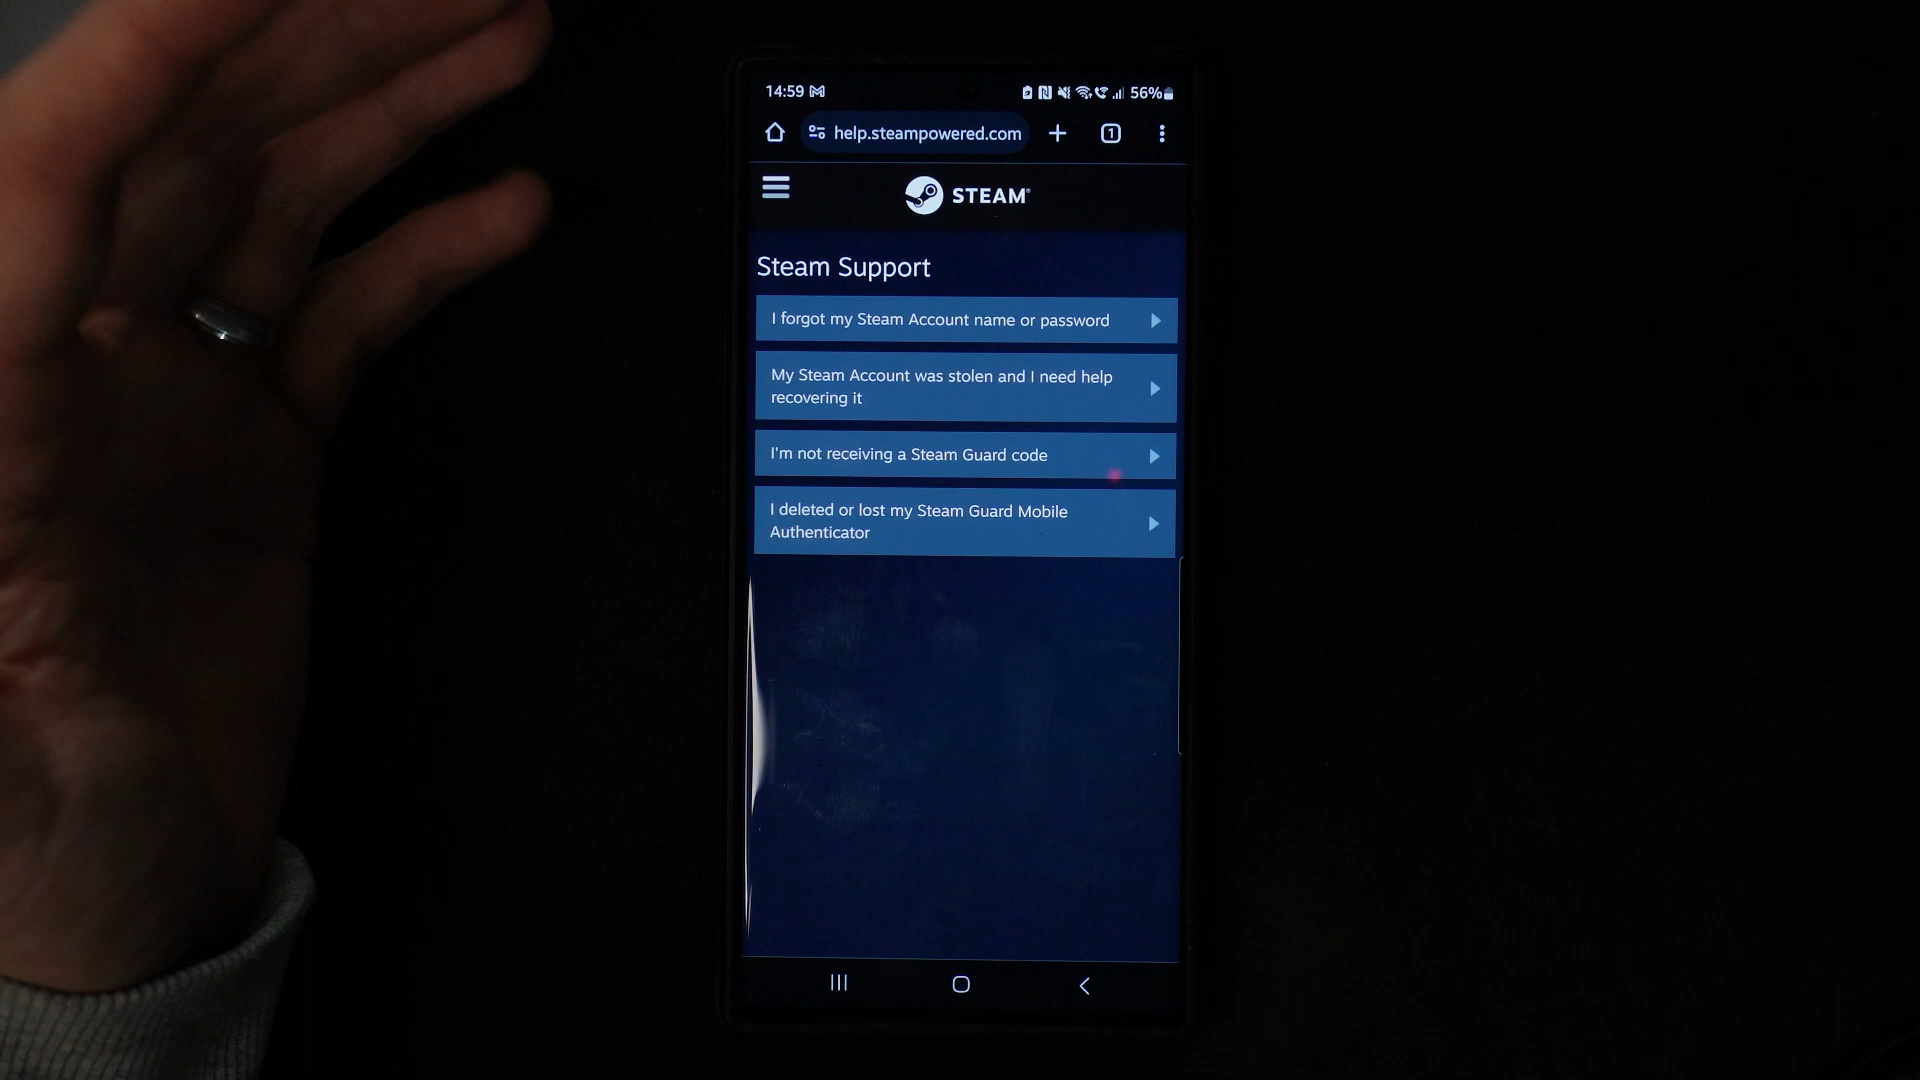 14:59
56%
help.steampowered.com
1
STEAM®
Steam Support
I forgot my Steam Account name or password
My Steam Account was stolen and I need help
recovering it
I'm not receiving a Steam Guard code
I deleted or lost my Steam Guard Mobile
Authenticator